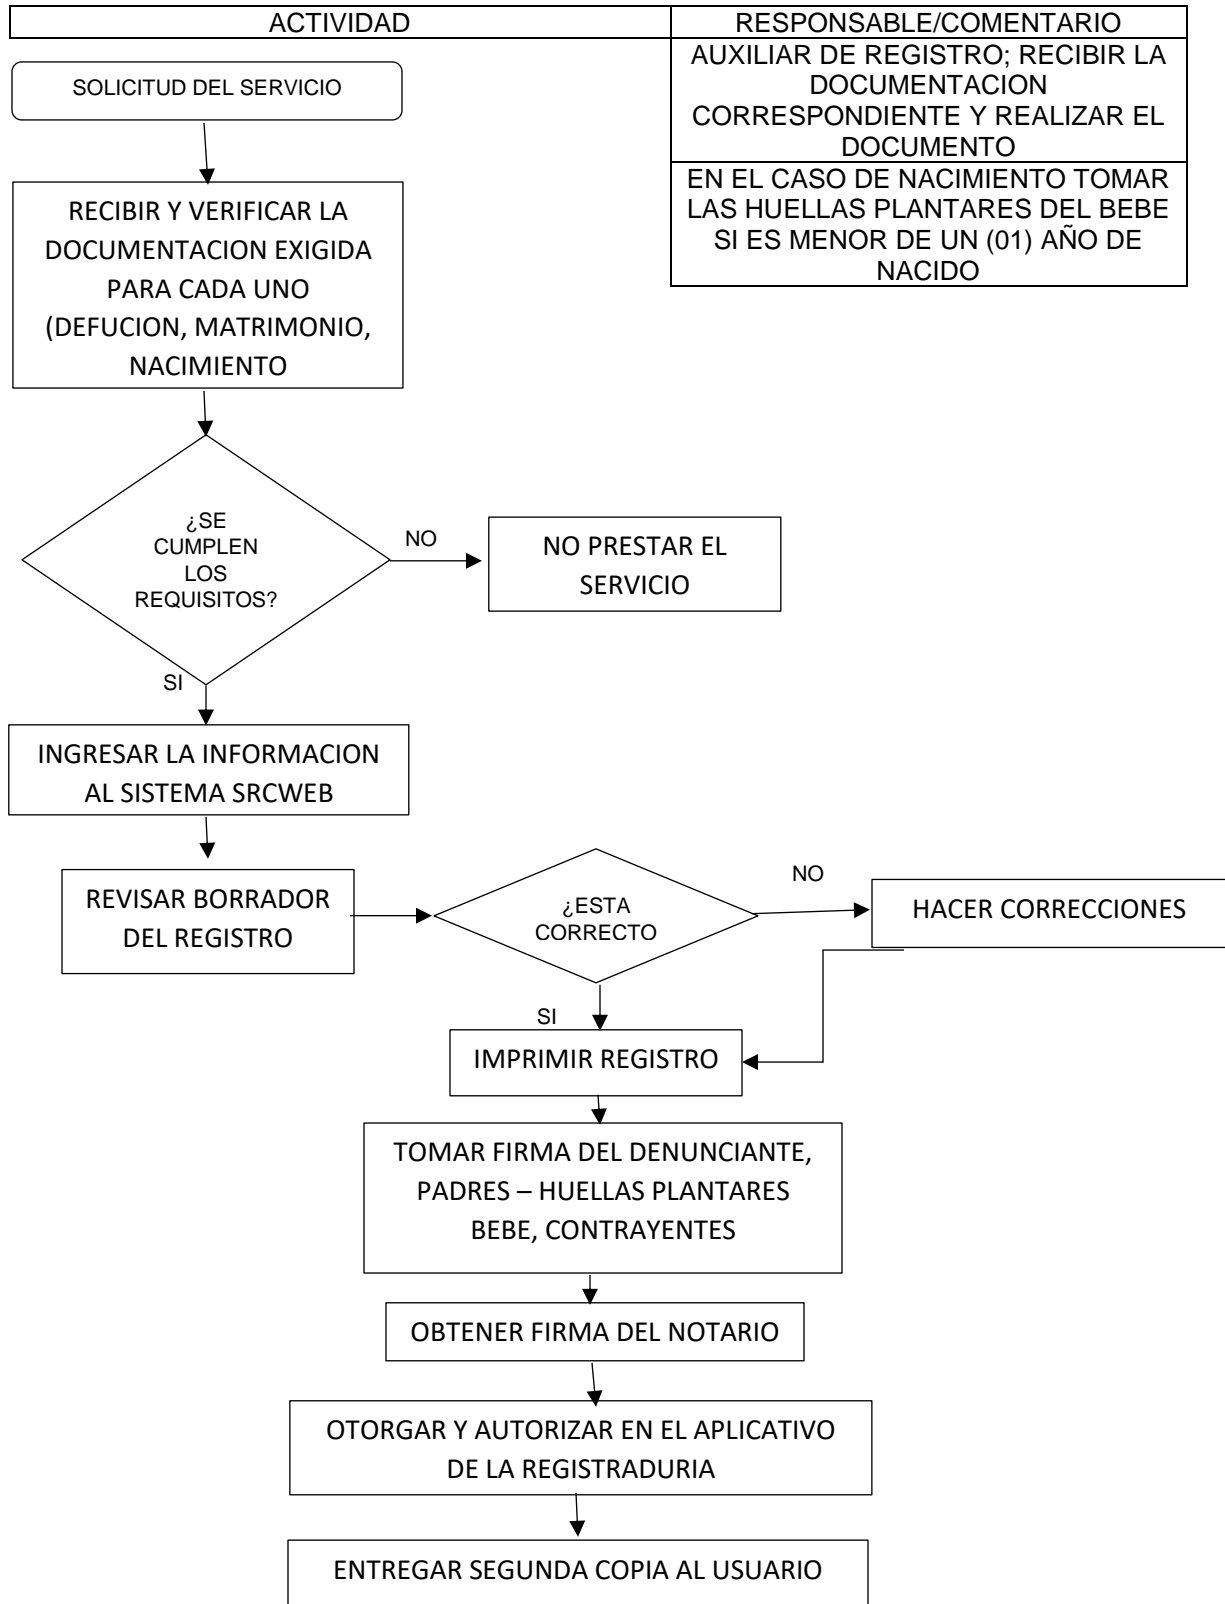 ACTIVIDAD
RESPONSABLE/COMENTARIO
AUXILIAR DE REGISTRO; RECIBIR LA
DOCUMENTACION
CORRESPONDIENTE Y REALIZAR EL
DOCUMENTO
EN EL CASO DE NACIMIENTO TOMAR
LAS HUELLAS PLANTARES DEL BEBE
SI ES MENOR DE UN (01) AÑO DE
NACIDO
SOLICITUD DEL SERVICIO
RECIBIR Y VERIFICAR LA
DOCUMENTACION EXIGIDA
PARA CADA UNO
(DEFUCION, MATRIMONIO,
NACIMIENTO
¿SE
CUMPLEN
LOS
REQUISITOS?
NO
NO PRESTAR EL
SERVICIO
SI
INGRESAR LA INFORMACION
AL SISTEMA SRCWEB
REVISAR BORRADOR
DEL REGISTRO
¿ESTA
CORRECTO
NO
HACER CORRECCIONES
SI
IMPRIMIR REGISTRO
TOMAR FIRMA DEL DENUNCIANTE,
PADRES – HUELLAS PLANTARES
BEBE, CONTRAYENTES
OBTENER FIRMA DEL NOTARIO
OTORGAR Y AUTORIZAR EN EL APLICATIVO
DE LA REGISTRADURIA
ENTREGAR SEGUNDA COPIA AL USUARIO